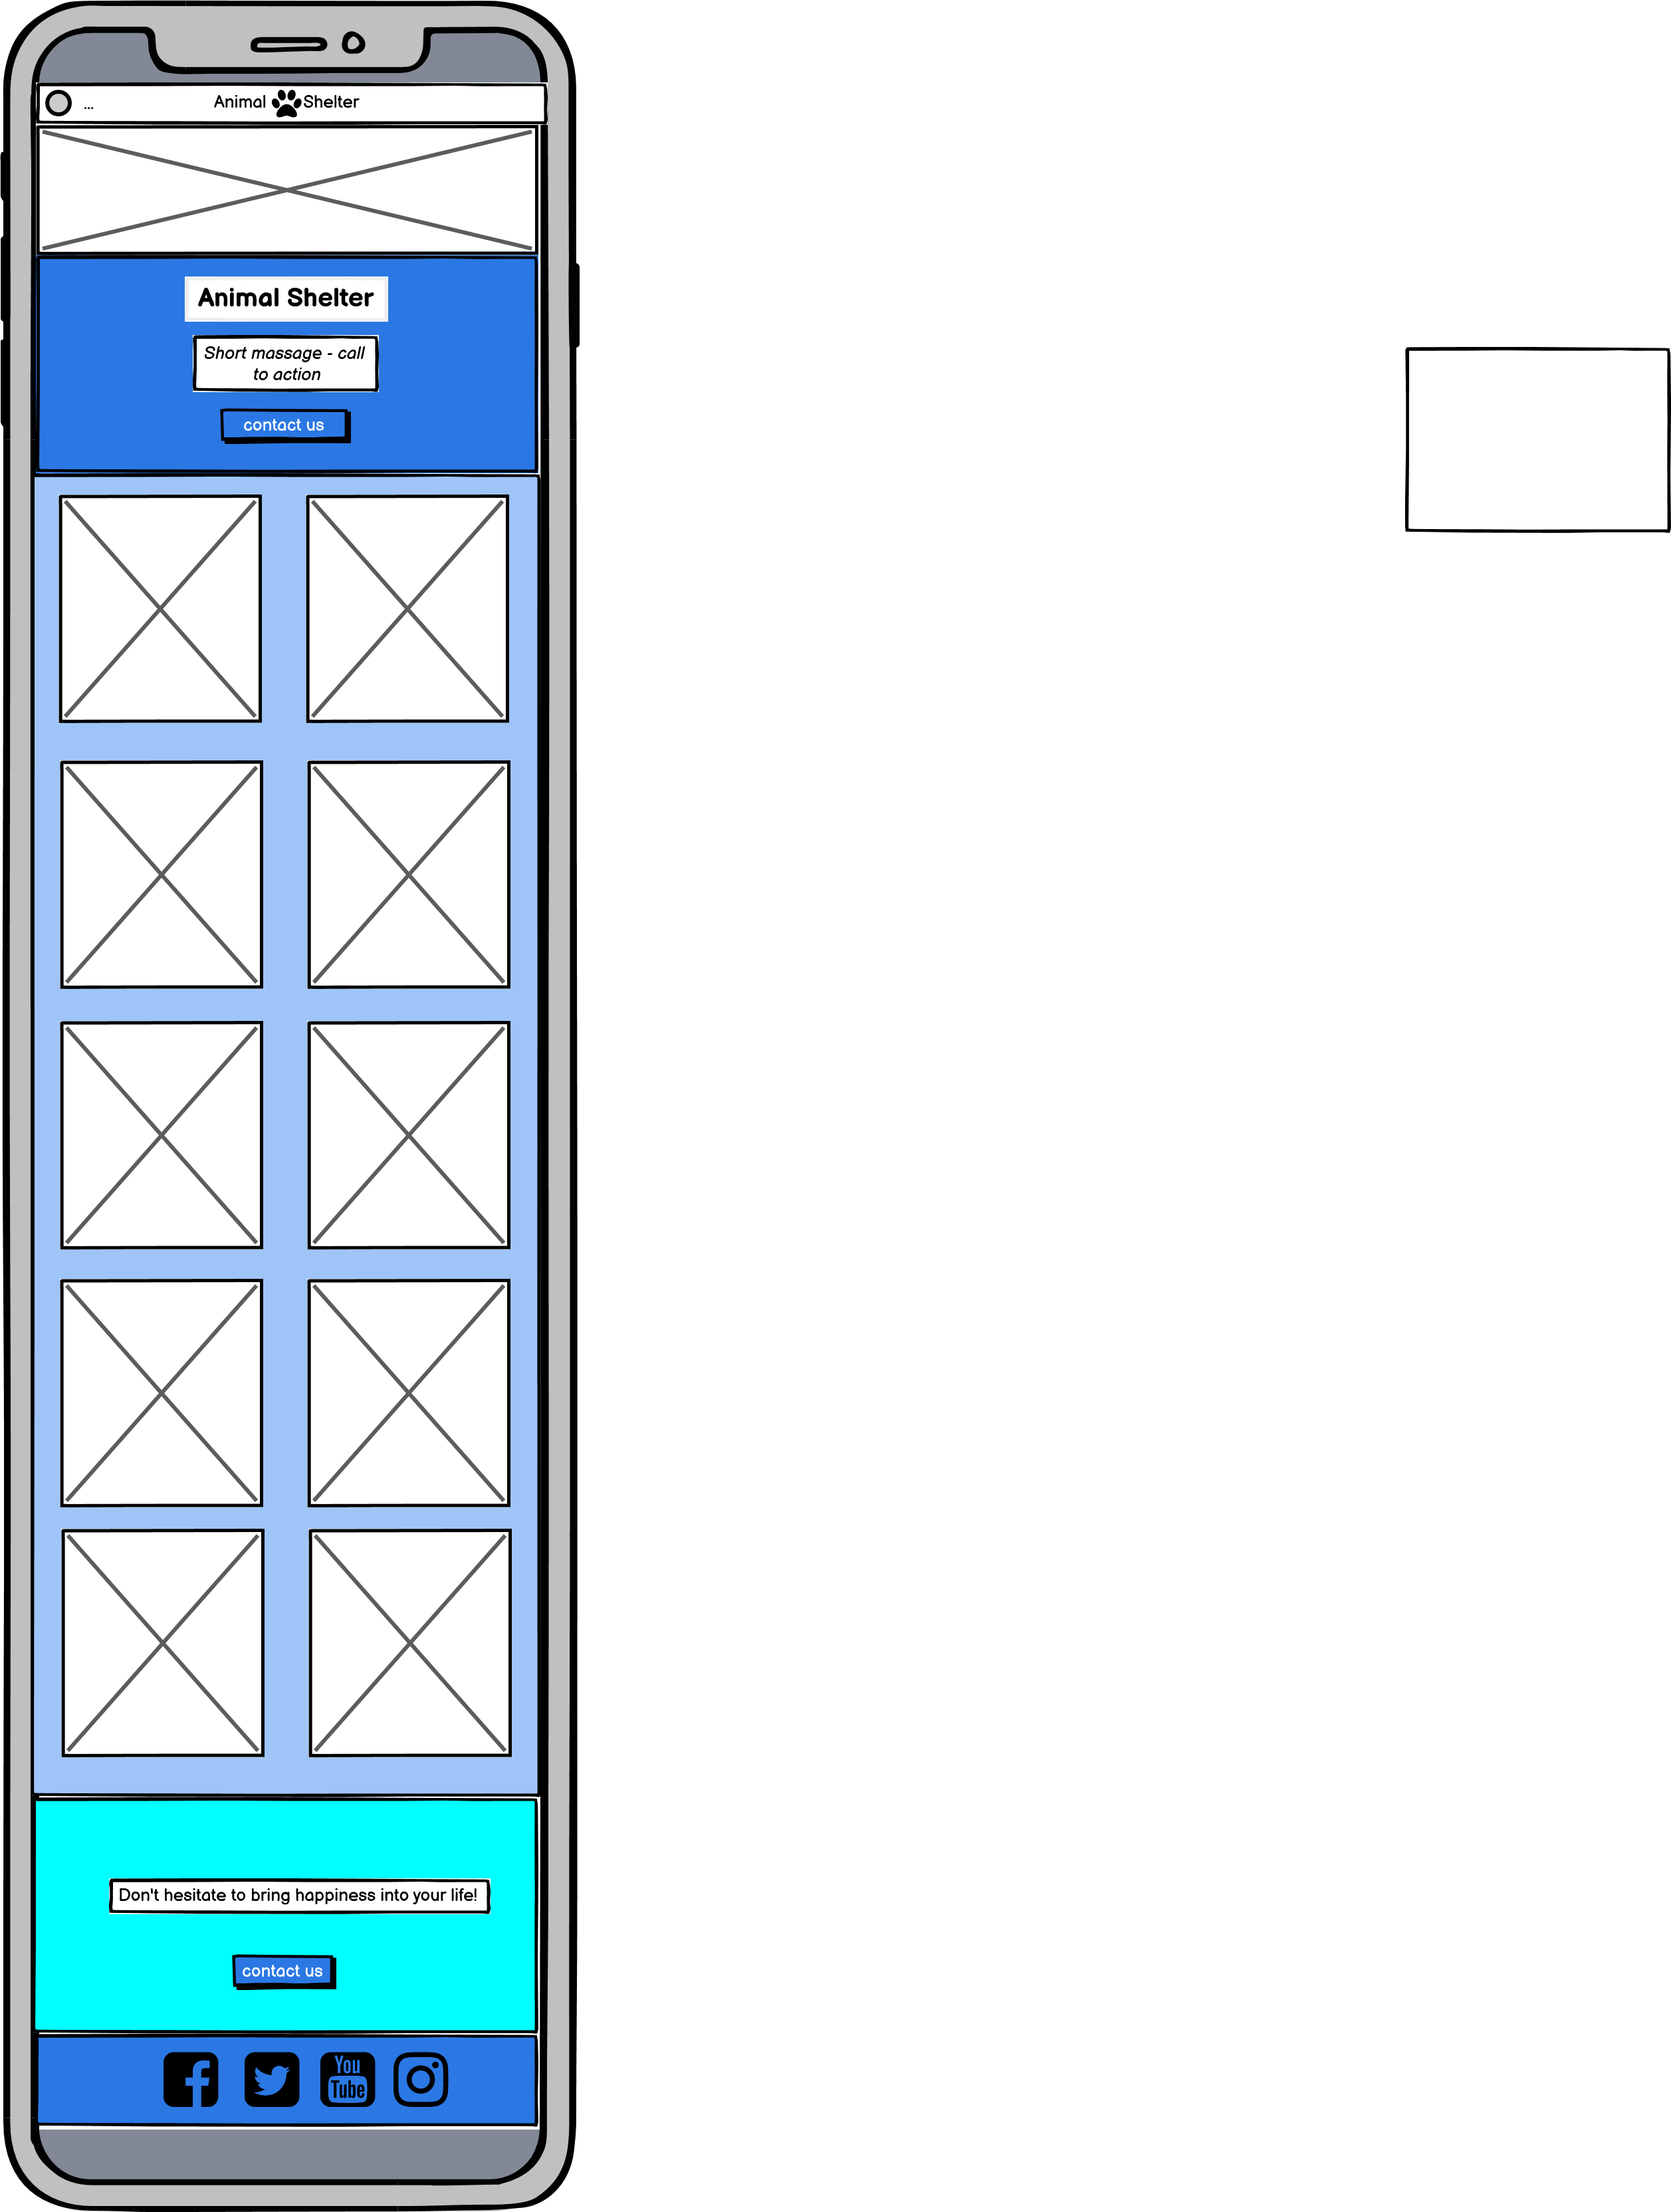 ... Animal Shelter
Animal Shelter
Short massage - call
to action
contact us
Don't hesitate to bring happiness into your life!
contact us
You
Tube